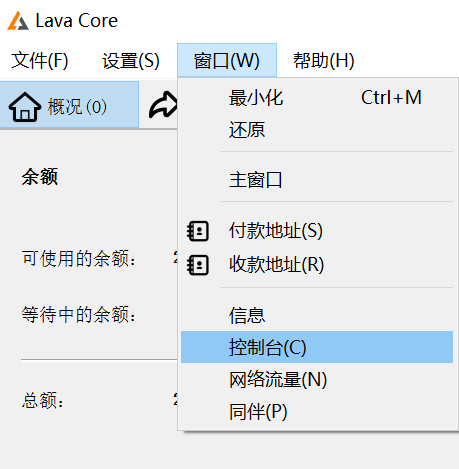 Lava Core
文件(F) 设置(S) 窗口(W) 帮助(H)
概况(0)
最小化 Ctrl+M
还原
余额
主窗口
付款地址(S)
可使用的余额:
收款地址(R)
等待中的余额:
信息
控制台(C)
网络流量(N)
总额:
同伴(P)